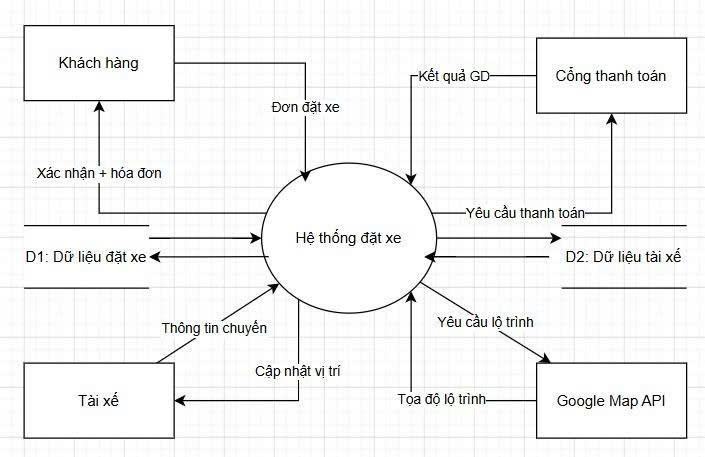 Khách hàng
Kết quả GD
Cổng thanh toán
Đơn đặt xe
Xác nhận + hóa đơn
Yêu cầu thanh toán
Hệ thống đặt xe
D1: Dữ liệu đặt xe
D2: Dữ liệu tài xế
Thông tin chuyến
Yêu cầu lộ trình
Cập nhật vị trí
Tài xế
Tọa độ lộ trình
Google Map API